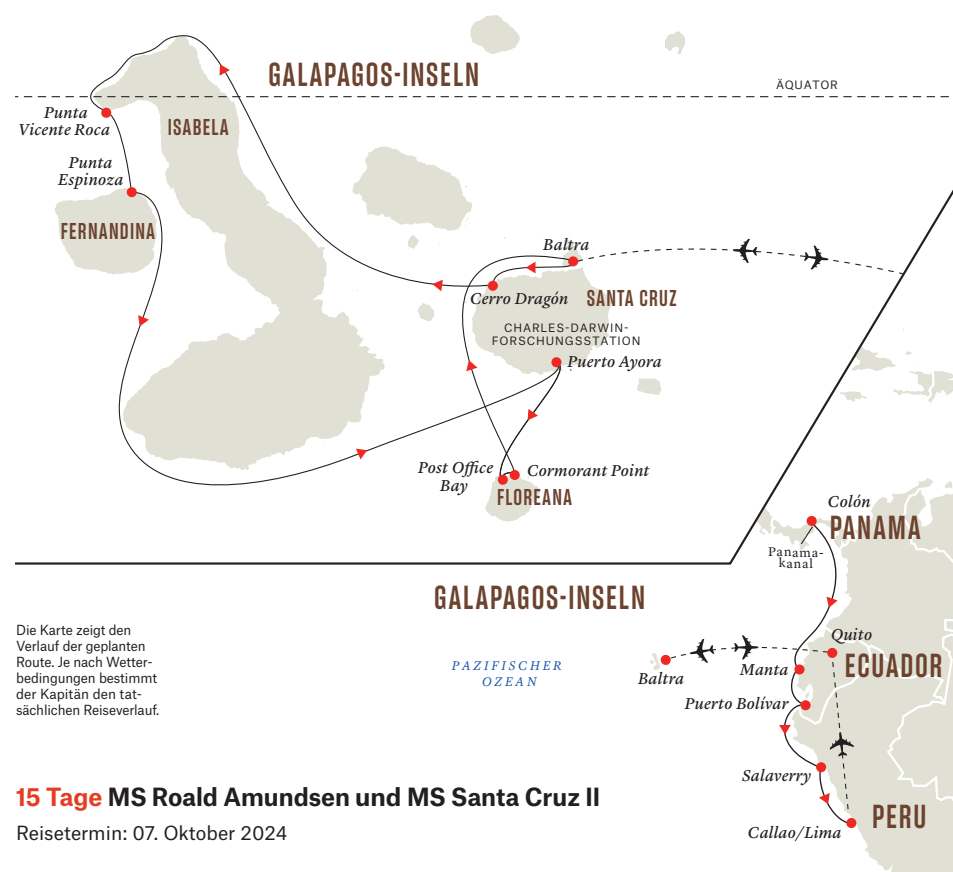 GALAPAGOS-INSELN
ÄQUATOR
Punta
Vicente Roca
ISABELA
Punta
Espinoza
FERNANDINA
Baltra
Cerro Dragón
SANTA CRUZ
CHARLES-DARWIN-
FORSCHUNGSSTATION
Puerto Ayora
Post Office
Bay
Cormorant Point
FLOREANA
Colón
PANAMA
Panama-
kanal
GALAPAGOS-INSELN
Die Karte zeigt den
Verlauf der geplanten
Route. Je nach Wetter-
bedingungen bestimmt
der Kapitän den tat-
sächlichen Reiseverlauf.
PAZIFISCHER
OZEAN
Quito
ECUADOR
Baltra
Manta
Puerto Bolívar
Salaverry
PERU
Callao/Lima
15 Tage MS Roald Amundsen und MS Santa Cruz II
Reisetermin: 07. Oktober 2024